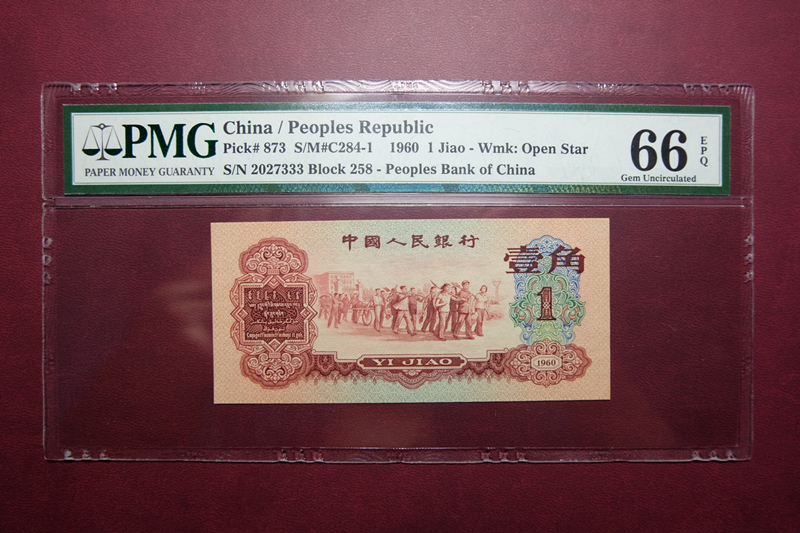 PMG
PAPER MONEY GUARANTY
China / Peoples Republic
Pick# 873 S/M#C284-1 1960 1 Jiao - Wmk: Open Star
S/N 2027333 Block 258 - Peoples Bank of China
66
EPQ
Gem Uncirculated
中國人民銀行
壹角
1
YI JIAO
1960